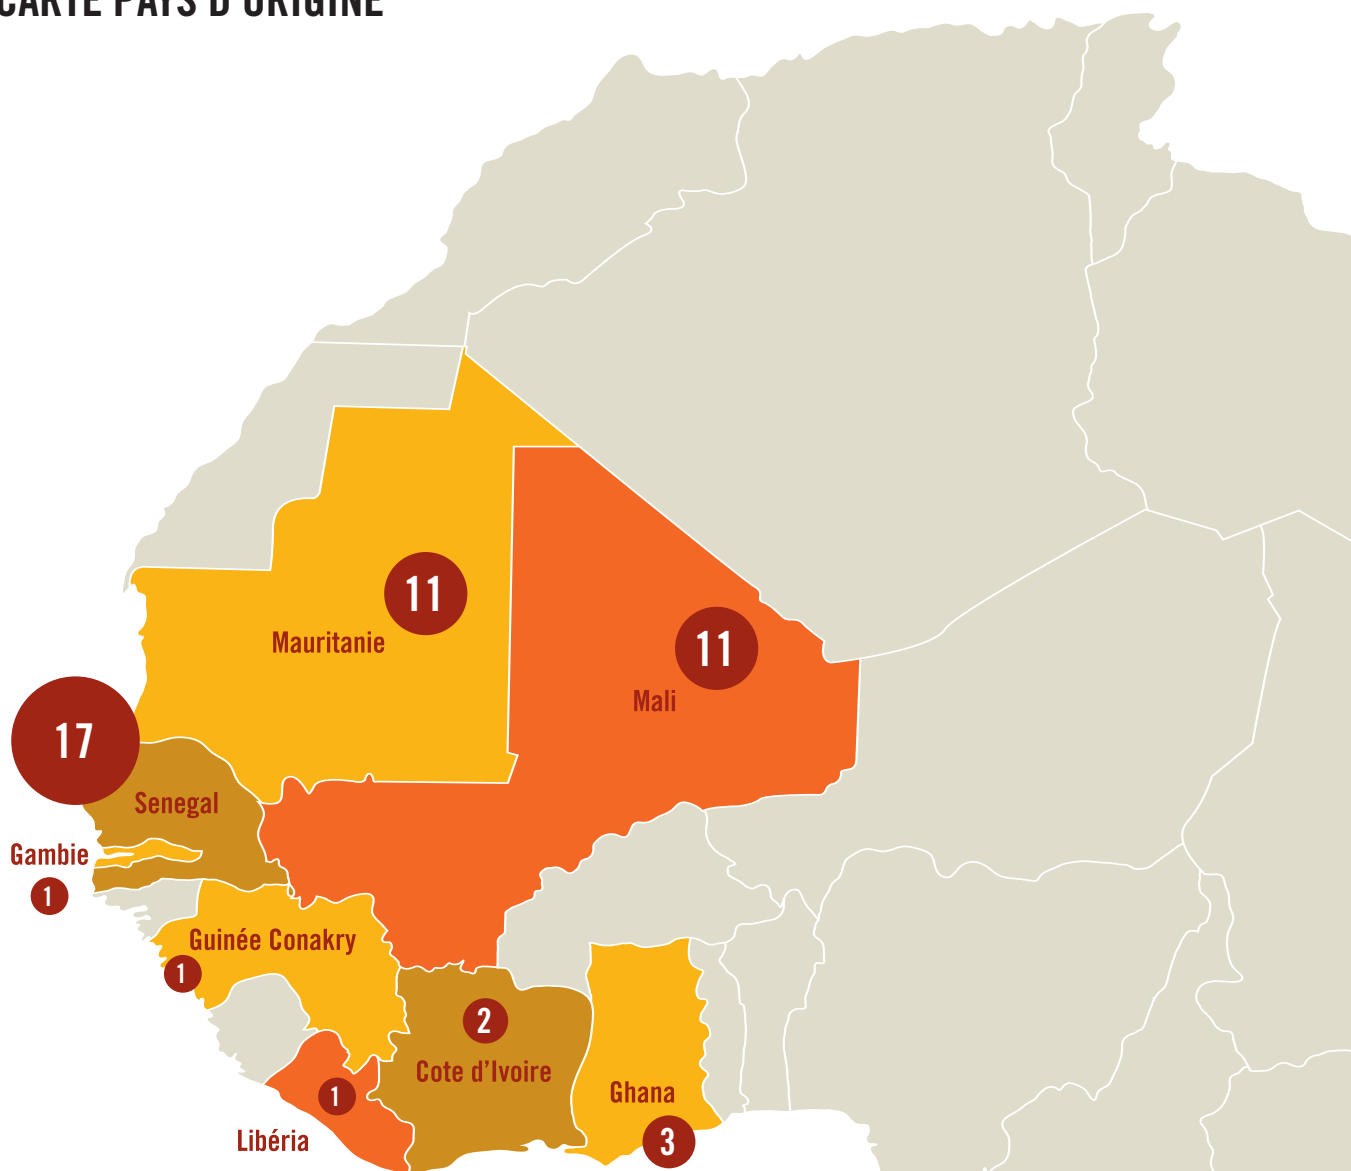 CARTE PAYS D'ORIGINE
11
Mauritanie
11
Mali
17
Senegal
Gambie
1
Guinée Conakry
1
2
Cote d’Ivoire
1
Ghana
Libéria
3